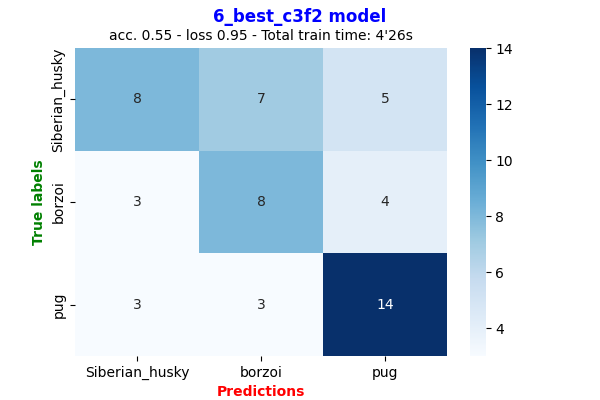 6_best_c3f2 model
acc. 0.55 - loss 0.95 - Total train time: 4'26s
True labels
Siberian_husky
8
7
5
borzoi
3
8
4
pug
3
3
14
Siberian_husky
borzoi
pug
Predictions
14
12
10
8
6
4